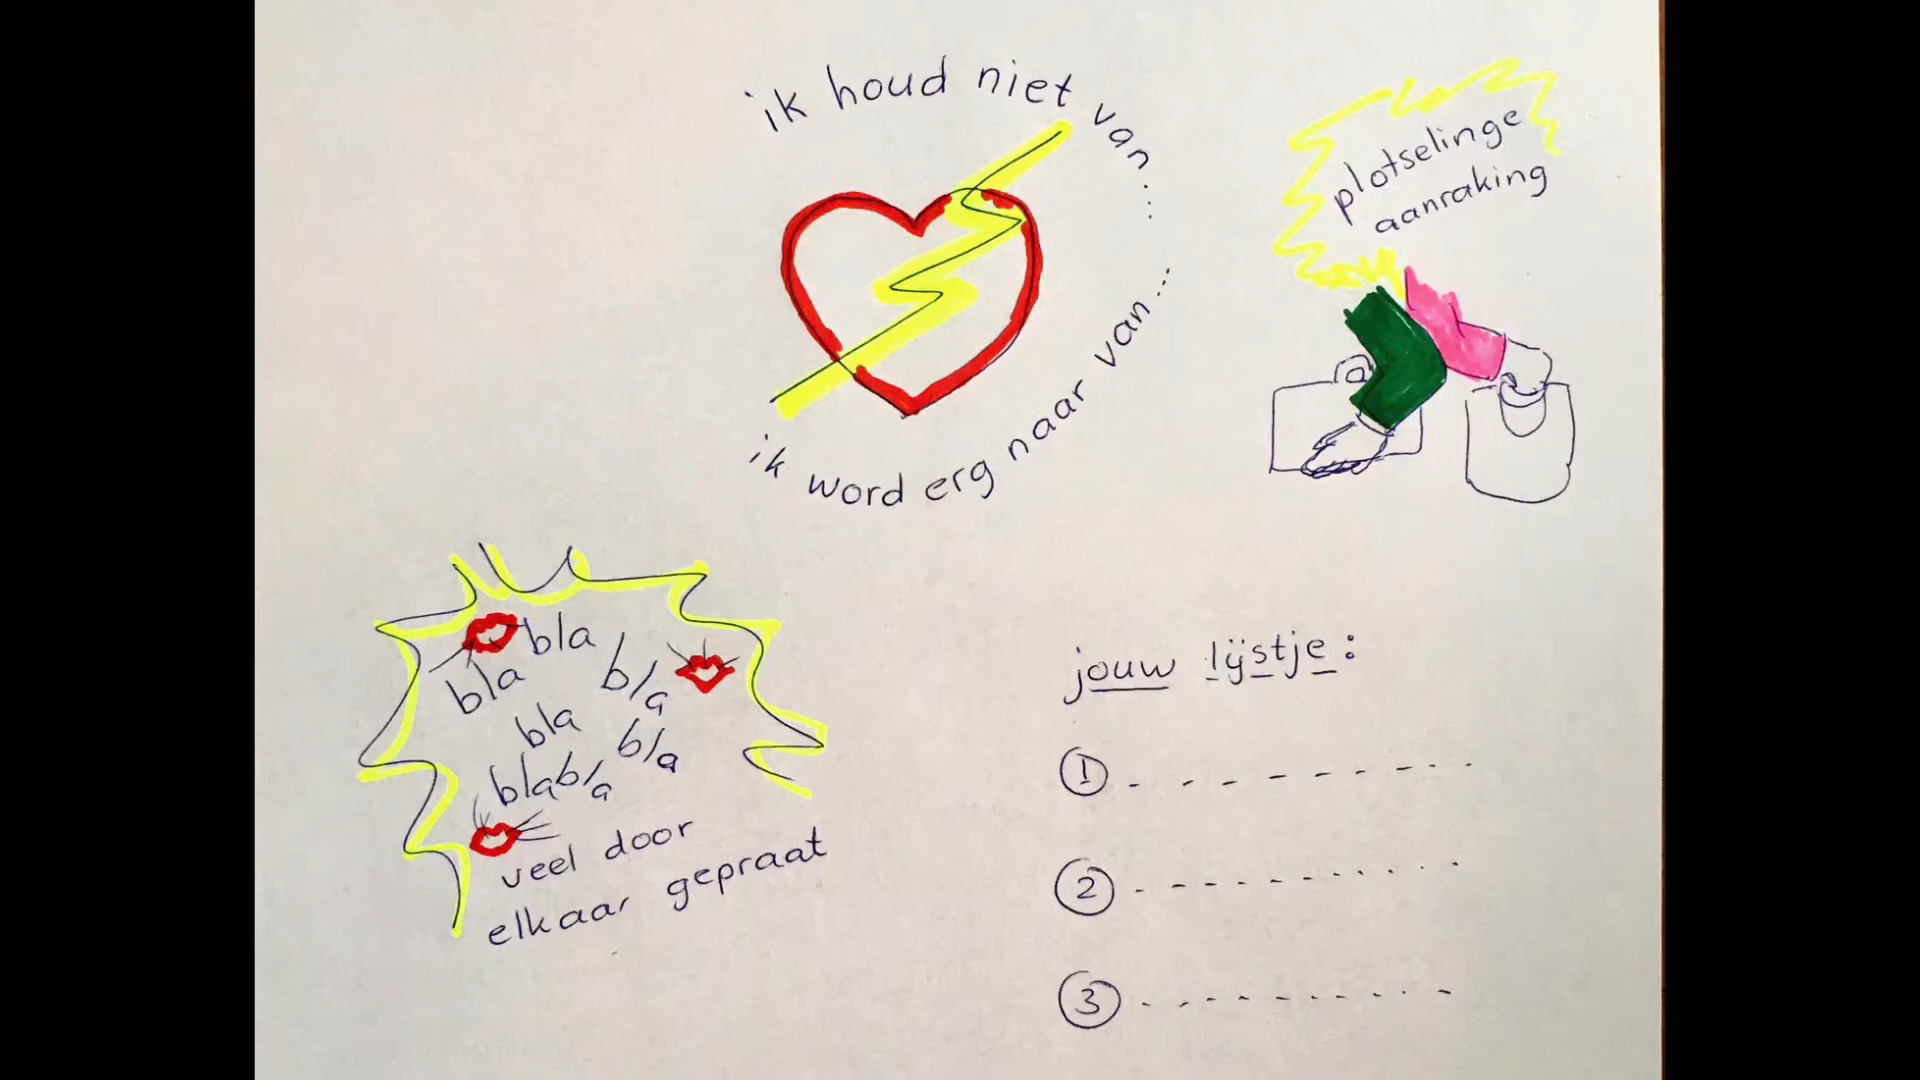 ik houd niet van...
ik word erg naar van...
plotselinge
aanraking
bla
bla
bla
bla
bla
blabla
veel door
elkaar gepraat
jouw lijstje:
1
2
3